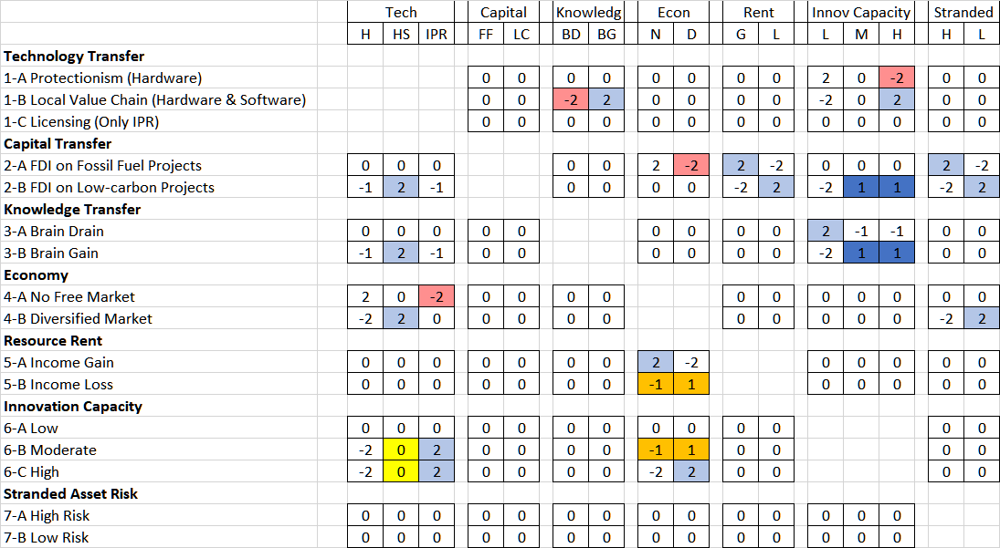 Tech Capital Knowledg Econ Rent Innov Capacity Stranded
H HS IPR FF LC BD BG N D G L L M H H L
Technology Transfer
1-A Protectionism (Hardware) 0 0 0 0 0 0 0 0 2 0 -2 0 0
1-B Local Value Chain (Hardware & Software) 0 0 -2 2 0 0 0 0 -2 0 2 0 0
1-C Licensing (Only IPR) 0 0 0 0 0 0 0 0 0 0 0 0 0
Capital Transfer
2-A FDI on Fossil Fuel Projects 0 0 0 0 0 2 -2 2 -2 0 0 0 2 -2
2-B FDI on Low-carbon Projects -1 2 -1 0 0 0 0 -2 2 -2 1 1 -2 2
Knowledge Transfer
3-A Brain Drain 0 0 0 0 0 0 0 0 0 2 -1 -1 0 0
3-B Brain Gain -1 2 -1 0 0 0 0 0 0 -2 1 1 0 0
Economy
4-A No Free Market 2 0 -2 0 0 0 0 0 0 0 0 0 0 0
4-B Diversified Market -2 2 0 0 0 0 0 0 0 0 0 0 -2 2
Resource Rent
5-A Income Gain 0 0 0 0 0 0 0 2 -2 0 0 0 0 0
5-B Income Loss 0 0 0 0 0 0 0 -1 1 0 0 0 0 0
Innovation Capacity
6-A Low 0 0 0 0 0 0 0 0 0 0 0 0 0
6-B Moderate -2 0 2 0 0 0 0 -1 1 0 0 0 0
6-C High -2 0 2 0 0 0 0 -2 2 0 0 0 0
Stranded Asset Risk
7-A High Risk 0 0 0 0 0 0 0 0 0 0 0 0 0 0
7-B Low Risk 0 0 0 0 0 0 0 0 0 0 0 0 0 0